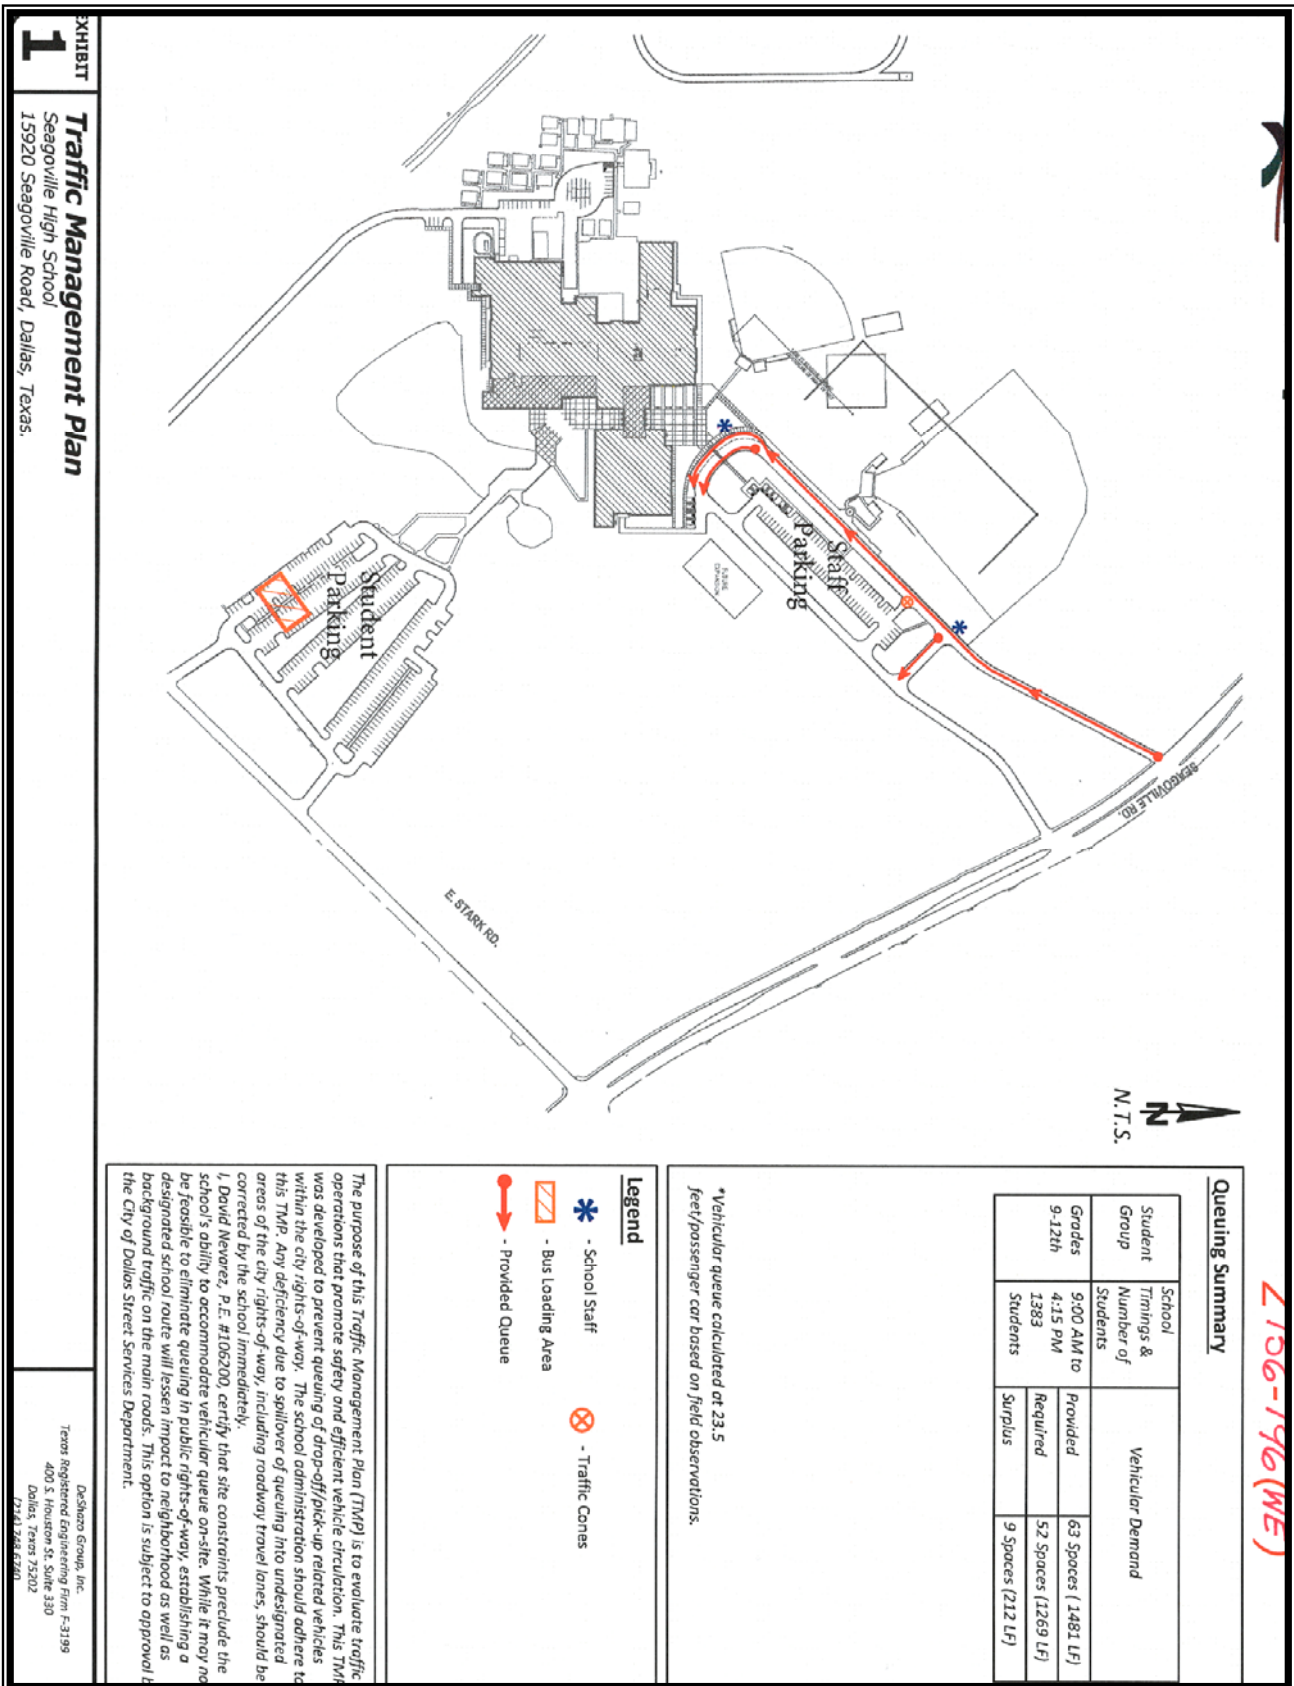 Z156-196(WE)
Queuing Summary
Student Group
School Timings & Number of Students
Vehicular Demand
Grades 9-12th
9:00 AM to 4:15 PM
1383 Students
Provided 63 Spaces ( 1481 LF)
Required 52 Spaces (1269 LF)
Surplus 9 Spaces (212 LF)
*Vehicular queue calculated at 23.5
feet/passenger car based on field observations.
Legend
- School Staff
- Traffic Cones
- Bus Loading Area
- Provided Queue
The purpose of this Traffic Management Plan (TMP) is to evaluate traffic
operations that promote safety and efficient vehicle circulation. This TMP
was developed to prevent queuing of drop-off/pick-up related vehicles
within the city rights-of-way. The school administration should adhere to
this TMP. Any deficiency due to spillover of queuing into undesignated
areas of the city rights-of-way, including roadway travel lanes, should be
corrected by the school immediately.
I, David Nevarez, P.E. #106200, certify that site constraints preclude the
school's ability to accommodate vehicular queue on-site. While it may no
be feasible to eliminate queuing in public rights-of-way, establishing a
designated school route will lessen impact to neighborhood as well as
background traffic on the main roads. This option is subject to approval b
the City of Dallas Street Services Department.
N
N.T.S.
SEAGOVILLE RD.
E. STARK RD.
Staff
Parking
FUTURE
EXPANSION
Student
Parking
EXHIBIT
1
Traffic Management Plan
Seagoville High School
15920 Seagoville Road, Dallas, Texas.
DeShazo Group, Inc.
Texas Registered Engineering Firm F-3199
400 S. Houston St. Suite 330
Dallas, Texas 75202
(214) 748-6740